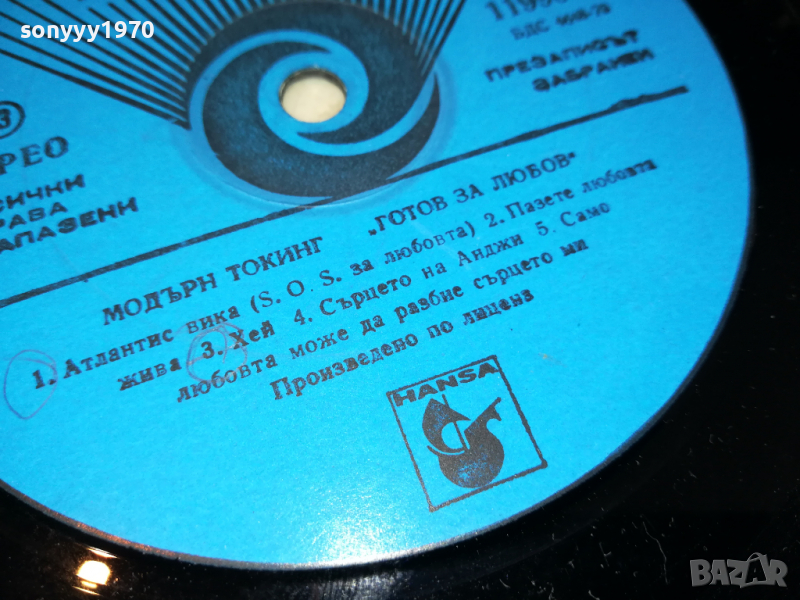 sonyyy1970
БДС
ПРЕЗАПИСЪТ
ЗАБРАНЕН
РЕО
СИЧКИ
РАВА
АПАЗЕНИ
МОДЪРН ТОКИНГ „ГОТОВ ЗА ЛЮБОВ“
1. Атлантис вика (S. O. S. за любовта) 2. Пазете любовта
жива 3. Хей 4. Сърцето на Анджи 5. Само
любовта може да разбие сърцето ми
Произведено по лиценз
HANSA
BAZAR